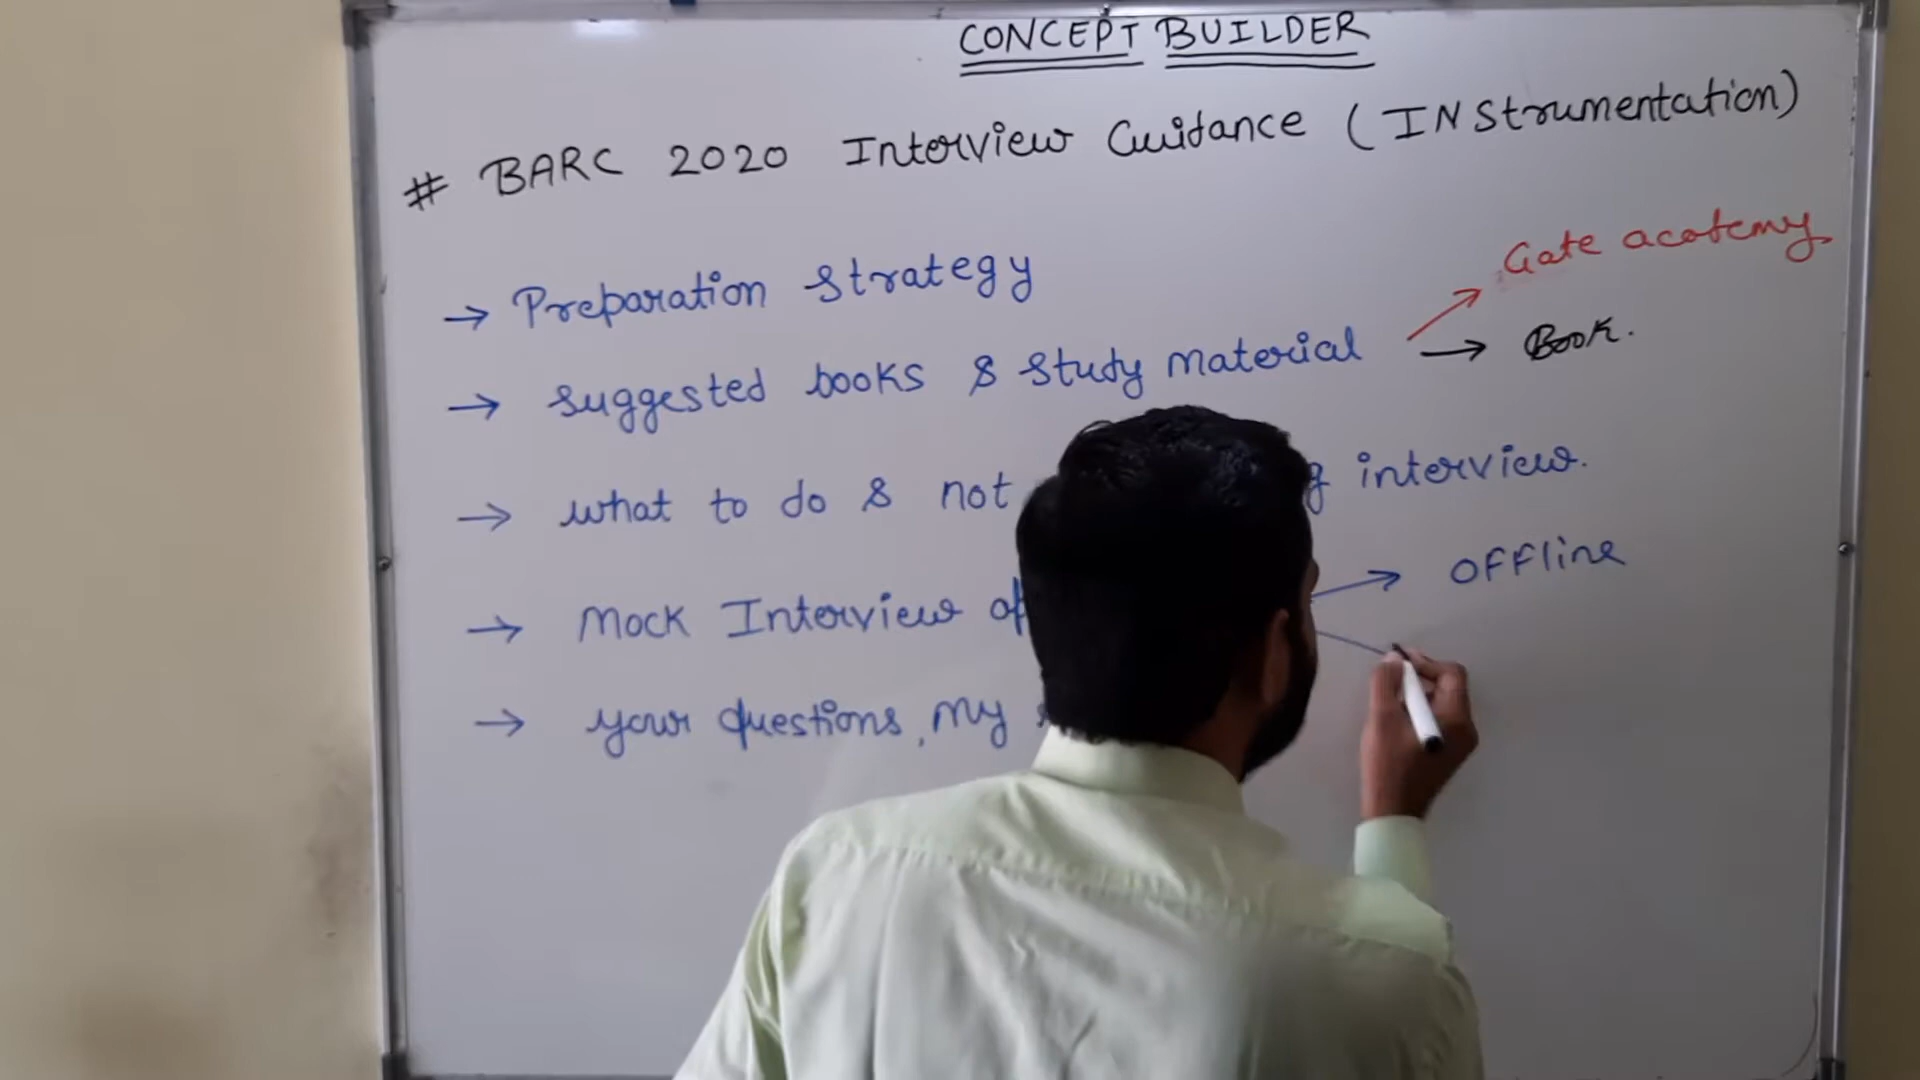 CONCEPT BUILDER
# BARC 2020 Interview Guidance (INStrumentation)
Gate academy
→ Preparation strategy
→ suggested books & study material → Book.
→ what to do & not interview.
→ offline
→ Mock Interview
→ your questions, my